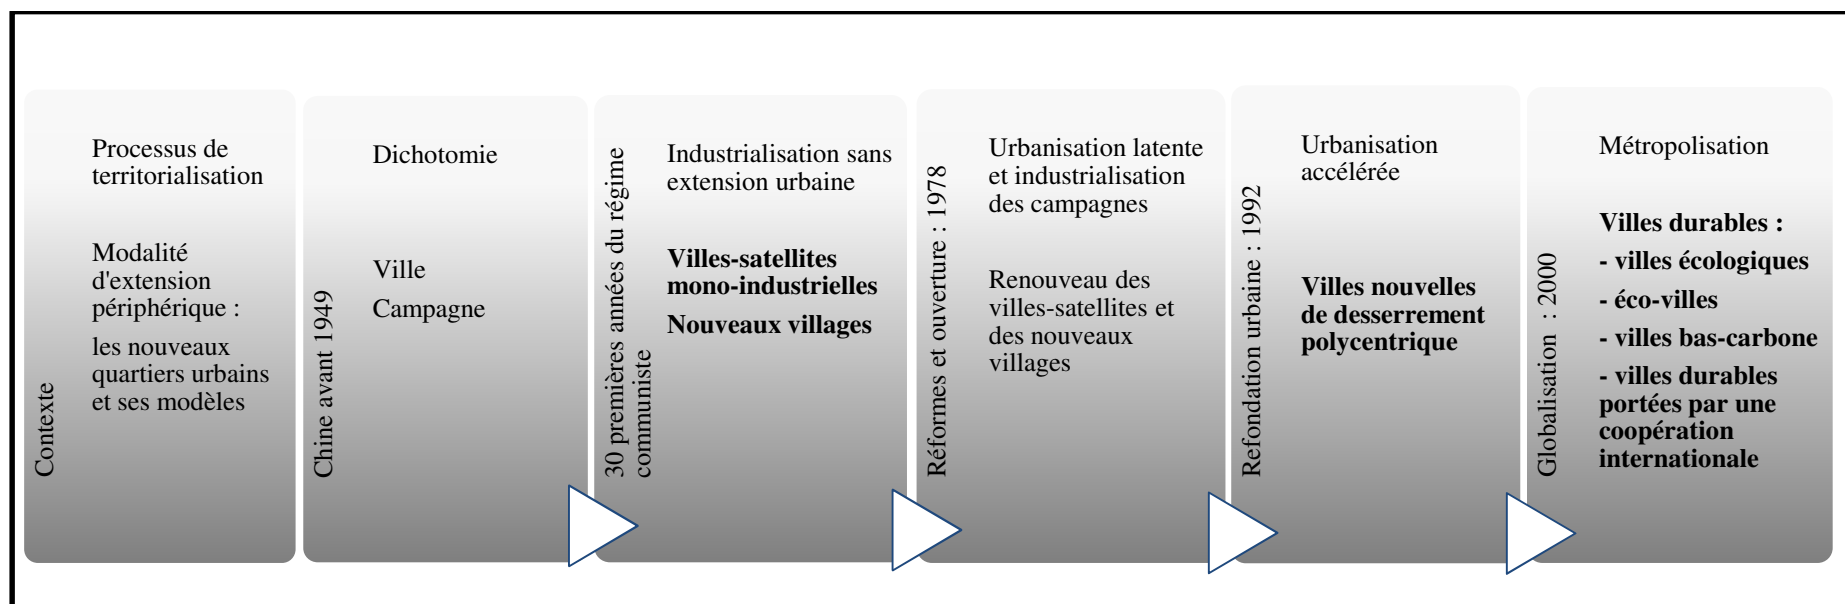 Contexte
Processus de
territorialisation
Modalité
d'extension
périphérique :
les nouveaux
quartiers urbains
et ses modèles
Chine avant 1949
Dichotomie
Ville
Campagne
30 premières années du régime
communiste
Industrialisation sans
extension urbaine
Villes-satellites
mono-industrielles
Nouveaux villages
Réformes et ouverture : 1978
Urbanisation latente
et industrialisation
des campagnes
Renouveau des
villes-satellites et
des nouveaux
villages
Refondation urbaine : 1992
Urbanisation
accélérée
Villes nouvelles
de desserrement
polycentrique
Globalisation : 2000
Métropolisation
Villes durables :
- villes écologiques
- éco-villes
- villes bas-carbone
- villes durables
portées par une
coopération
internationale